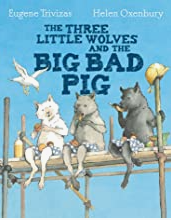 Eugene Trivizas Helen Oxenbury
THE THREE
LITTLE WOLVES
AND THE
BIG BAD
PIG